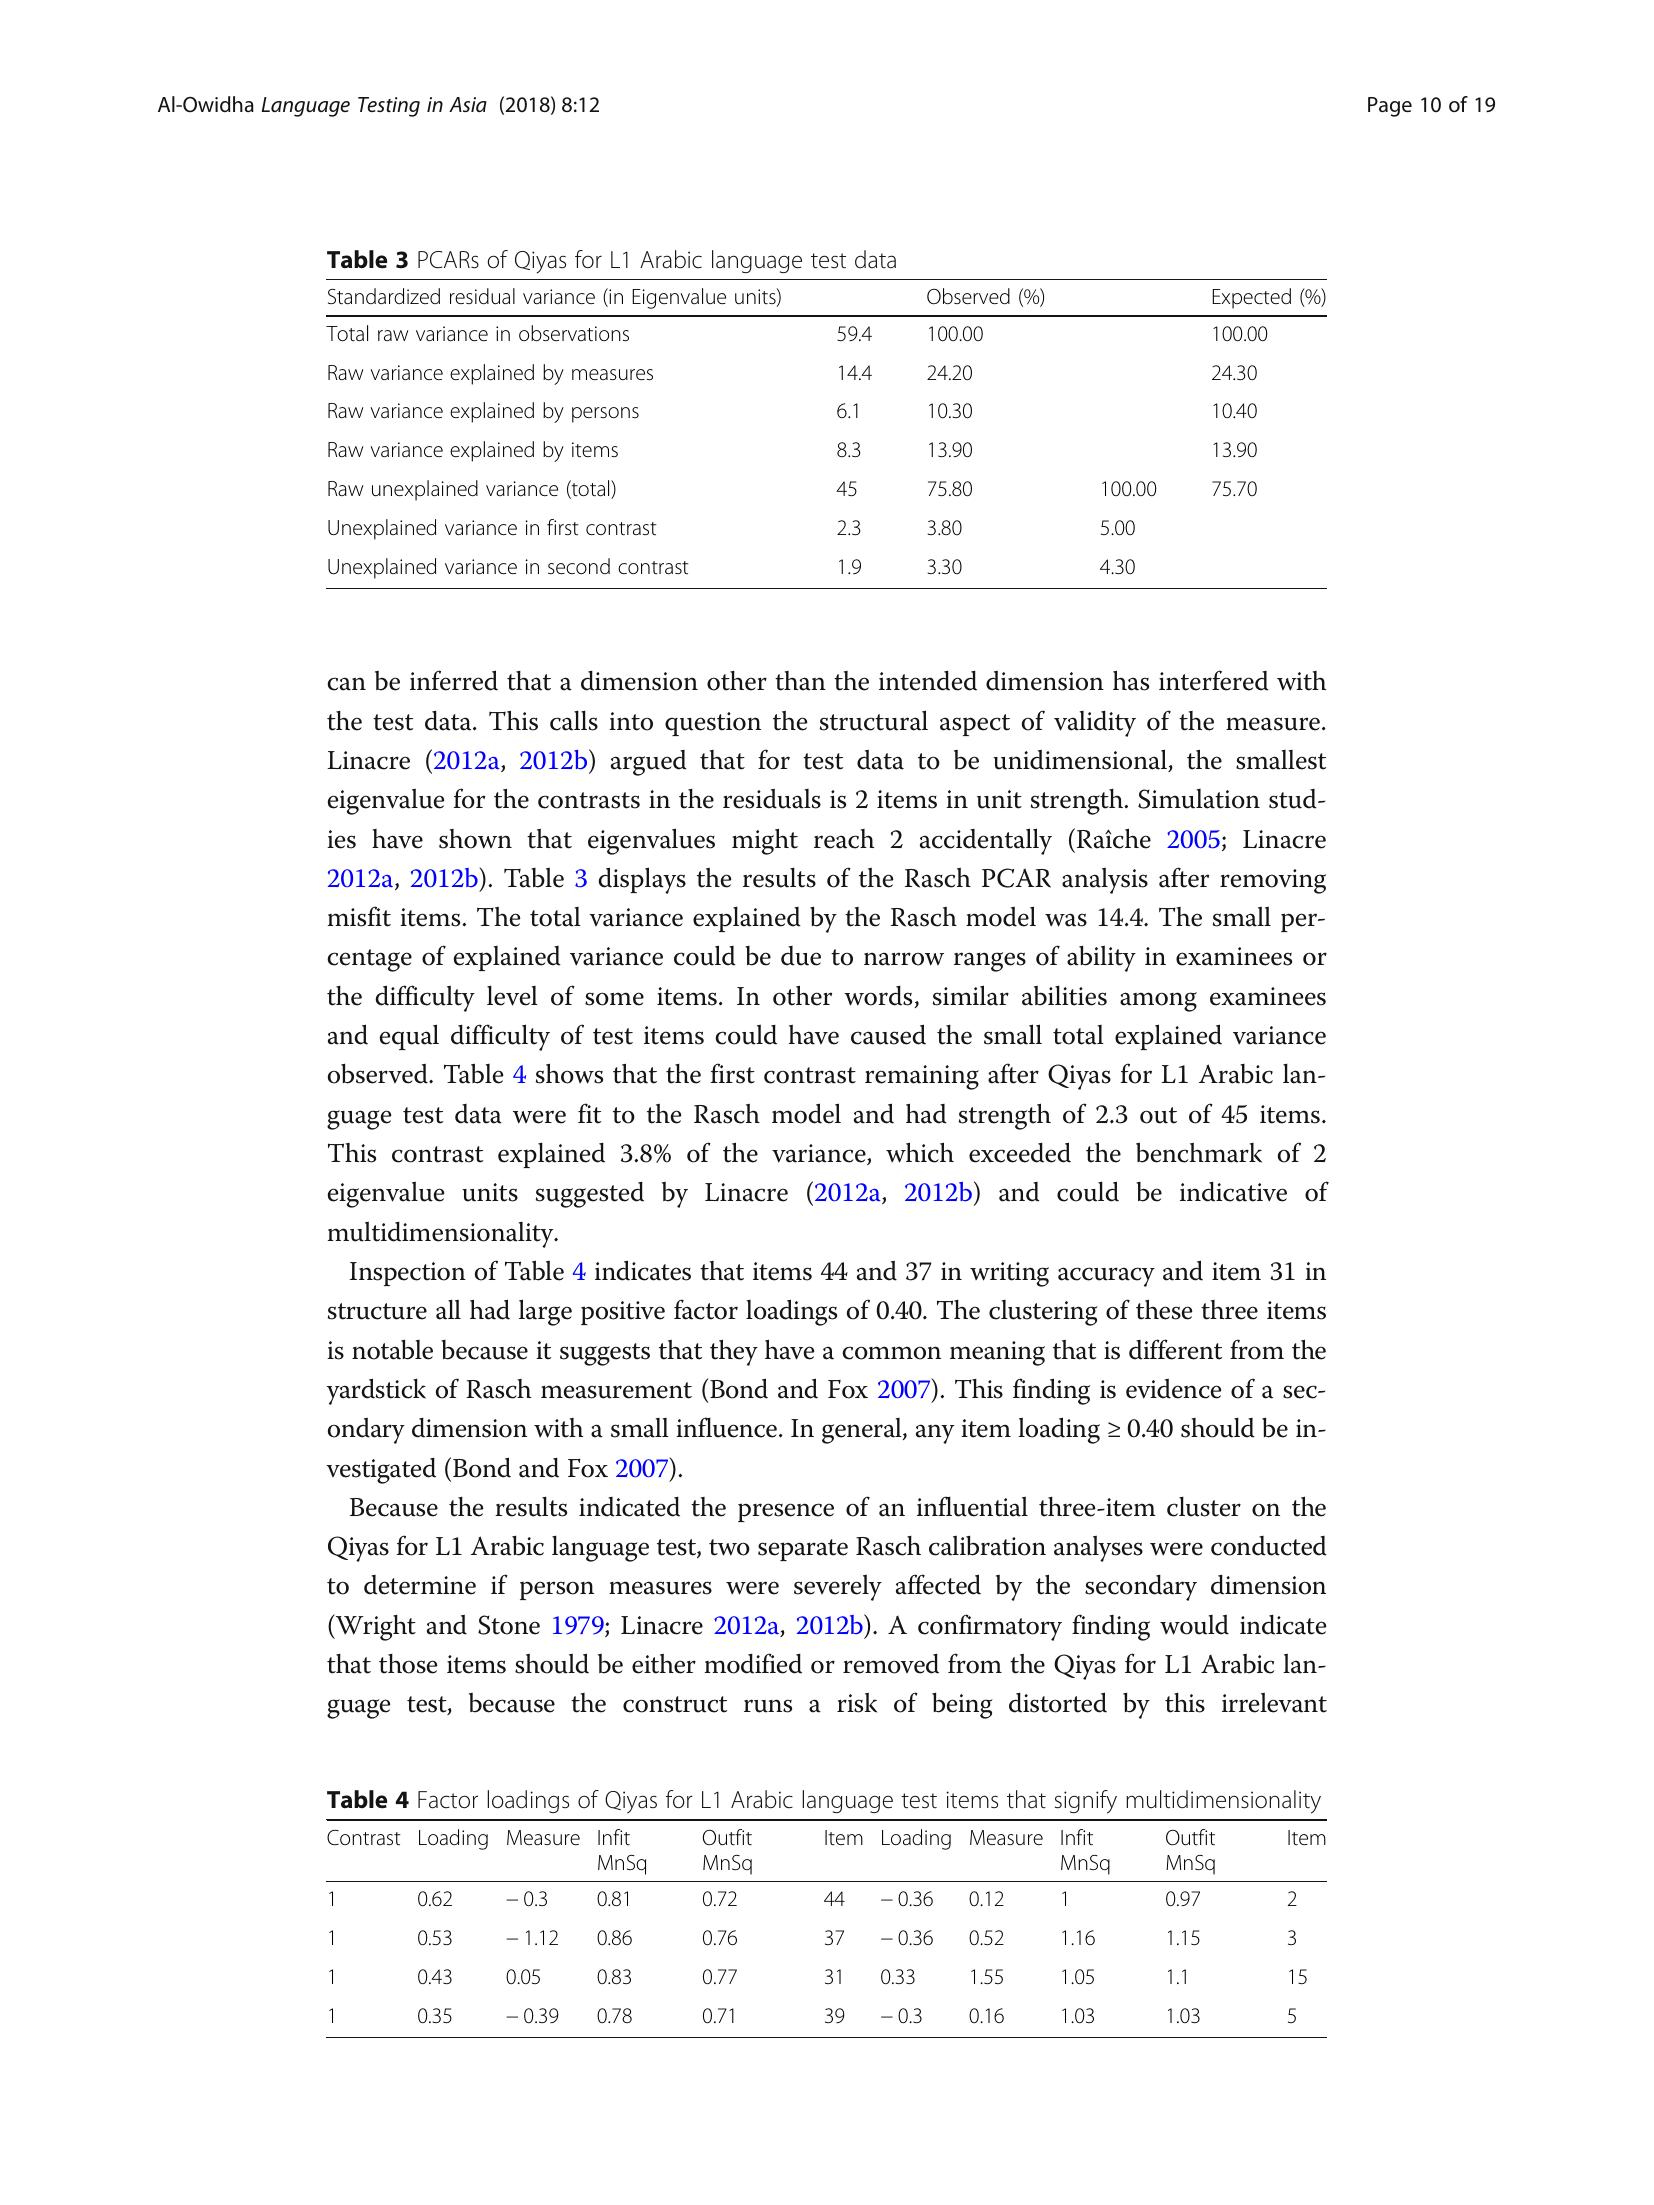 Al-Owidha Language Testing in Asia (2018) 8:12 Page 10 of 19
Table 3 PCARs of Qiyas for L1 Arabic language test data
Standardized residual variance (in Eigenvalue units) Observed (%) Expected (%)
Total raw variance in observations 59.4 100.00 100.00
Raw variance explained by measures 14.4 24.20 24.30
Raw variance explained by persons 6.1 10.30 10.40
Raw variance explained by items 8.3 13.90 13.90
Raw unexplained variance (total) 45 75.80 100.00 75.70
Unexplained variance in first contrast 2.3 3.80 5.00
Unexplained variance in second contrast 1.9 3.30 4.30
can be inferred that a dimension other than the intended dimension has interfered with
the test data. This calls into question the structural aspect of validity of the measure.
Linacre (2012a, 2012b) argued that for test data to be unidimensional, the smallest
eigenvalue for the contrasts in the residuals is 2 items in unit strength. Simulation stud-
ies have shown that eigenvalues might reach 2 accidentally (Raîche 2005; Linacre
2012a, 2012b). Table 3 displays the results of the Rasch PCAR analysis after removing
misfit items. The total variance explained by the Rasch model was 14.4. The small per-
centage of explained variance could be due to narrow ranges of ability in examinees or
the difficulty level of some items. In other words, similar abilities among examinees
and equal difficulty of test items could have caused the small total explained variance
observed. Table 4 shows that the first contrast remaining after Qiyas for L1 Arabic lan-
guage test data were fit to the Rasch model and had strength of 2.3 out of 45 items.
This contrast explained 3.8% of the variance, which exceeded the benchmark of 2
eigenvalue units suggested by Linacre (2012a, 2012b) and could be indicative of
multidimensionality.
Inspection of Table 4 indicates that items 44 and 37 in writing accuracy and item 31 in
structure all had large positive factor loadings of 0.40. The clustering of these three items
is notable because it suggests that they have a common meaning that is different from the
yardstick of Rasch measurement (Bond and Fox 2007). This finding is evidence of a sec-
ondary dimension with a small influence. In general, any item loading ≥ 0.40 should be in-
vestigated (Bond and Fox 2007).
Because the results indicated the presence of an influential three-item cluster on the
Qiyas for L1 Arabic language test, two separate Rasch calibration analyses were conducted
to determine if person measures were severely affected by the secondary dimension
(Wright and Stone 1979; Linacre 2012a, 2012b). A confirmatory finding would indicate
that those items should be either modified or removed from the Qiyas for L1 Arabic lan-
guage test, because the construct runs a risk of being distorted by this irrelevant
Table 4 Factor loadings of Qiyas for L1 Arabic language test items that signify multidimensionality
Contrast Loading Measure Infit Outfit Item Loading Measure Infit Outfit Item
MnSq MnSq MnSq MnSq
1 0.62 − 0.3 0.81 0.72 44 − 0.36 0.12 1 0.97 2
1 0.53 − 1.12 0.86 0.76 37 − 0.36 0.52 1.16 1.15 3
1 0.43 0.05 0.83 0.77 31 0.33 1.55 1.05 1.1 15
1 0.35 − 0.39 0.78 0.71 39 − 0.3 0.16 1.03 1.03 5